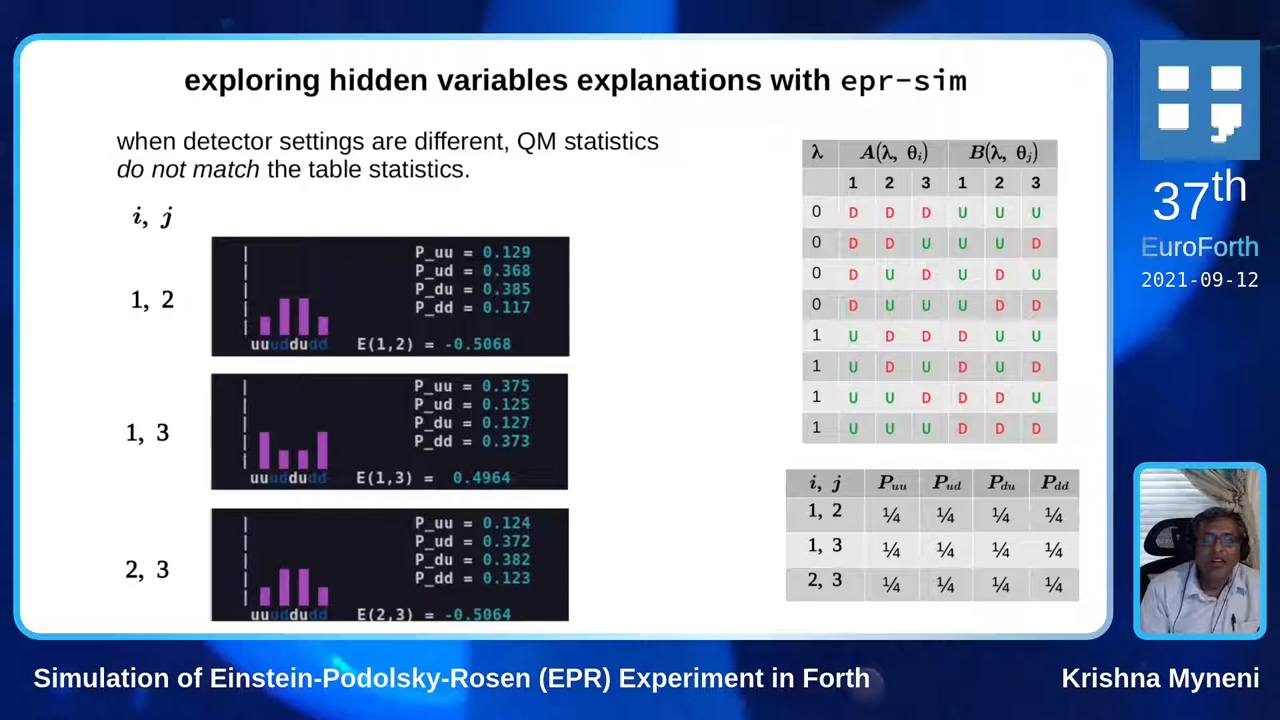 exploring hidden variables explanations with epr-sim
when detector settings are different, QM statistics
do not match the table statistics.
i, j
1, 2
P_uu = 0.129
P_ud = 0.368
P_du = 0.385
P_dd = 0.117
uuuddudd E(1,2) = -0.5068
1, 3
P_uu = 0.375
P_ud = 0.125
P_du = 0.127
P_dd = 0.373
uuuddudd E(1,3) = 0.4964
2, 3
P_uu = 0.124
P_ud = 0.372
P_du = 0.382
P_dd = 0.123
uuuddudd E(2,3) = -0.5064
λ A(λ, θi) B(λ, θj)
1 2 3 1 2 3
0 D D D U U U
0 D D U U U D
0 D U D U D U
0 D U U U D D
1 U D D D U U
1 U D U D U D
1 U U D D D U
1 U U U D D D
i, j Puu Pud Pdu Pdd
1, 2 ¼ ¼ ¼ ¼
1, 3 ¼ ¼ ¼ ¼
2, 3 ¼ ¼ ¼ ¼
37th
EuroForth
2021-09-12
Simulation of Einstein-Podolsky-Rosen (EPR) Experiment in Forth
Krishna Myneni